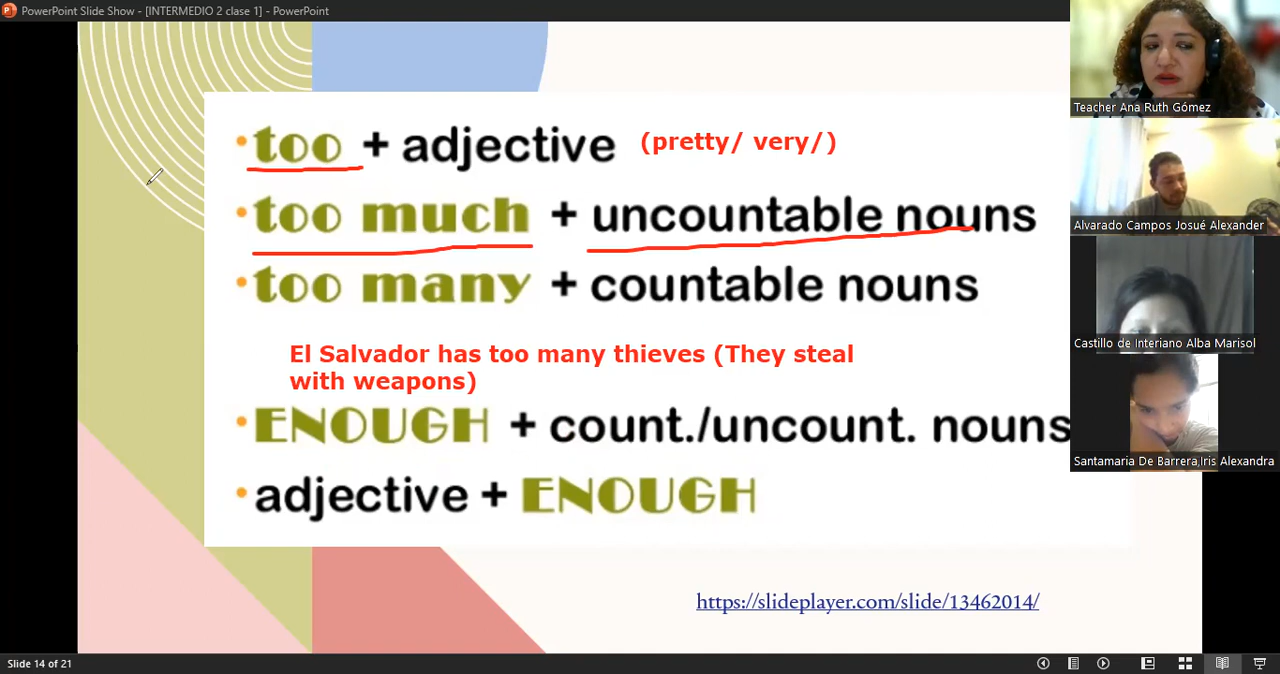 PowerPoint Slide Show - [INTERMEDIO 2 clase 1] - PowerPoint
Teacher Ana Ruth Gómez
•too + adjective (pretty/ very/)
•too much + uncountable nouns
Alvarado Campos Josué Alexander
•too many + countable nouns
Castillo de Interiano Alba Marisol
El Salvador has too many thieves (They steal
with weapons)
•ENOUGH + count./uncount. nouns
Santamaria De Barrera,Iris Alexandra
•adjective + ENOUGH
https://slideplayer.com/slide/13462014/
Slide 14 of 21